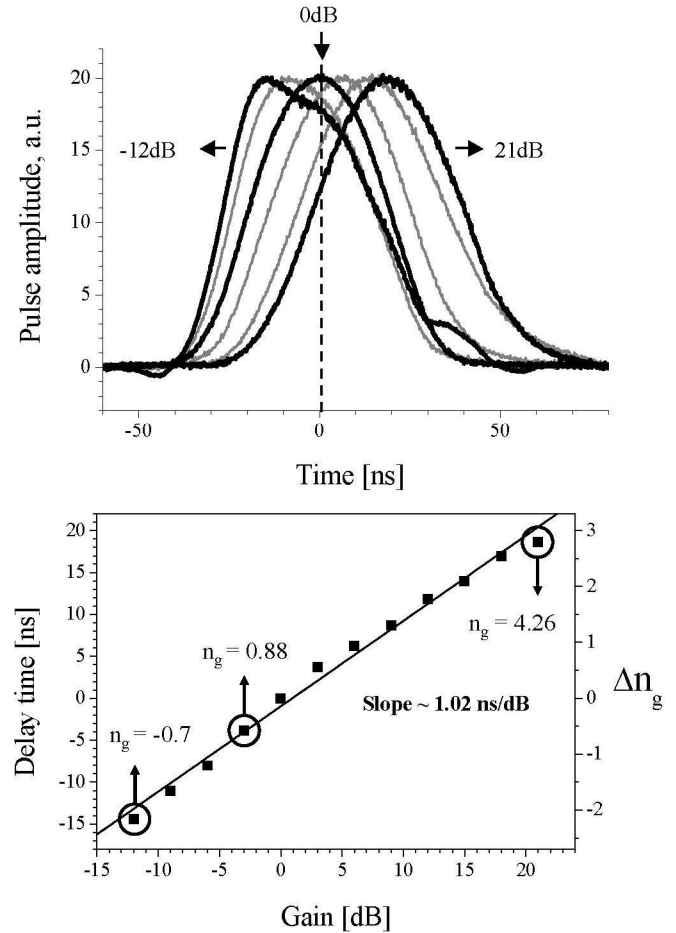 0dB
20
15
10
5
0
-12dB
21dB
Pulse amplitude, a.u.
-50
0
50
Time [ns]
20
15
10
5
0
-5
-10
-15
Delay time [ns]
3
2
1
0
-1
-2
Δn_g
n_g = 4.26
n_g = 0.88
Slope ~ 1.02 ns/dB
n_g = -0.7
-15
-10
-5
0
5
10
15
20
Gain [dB]